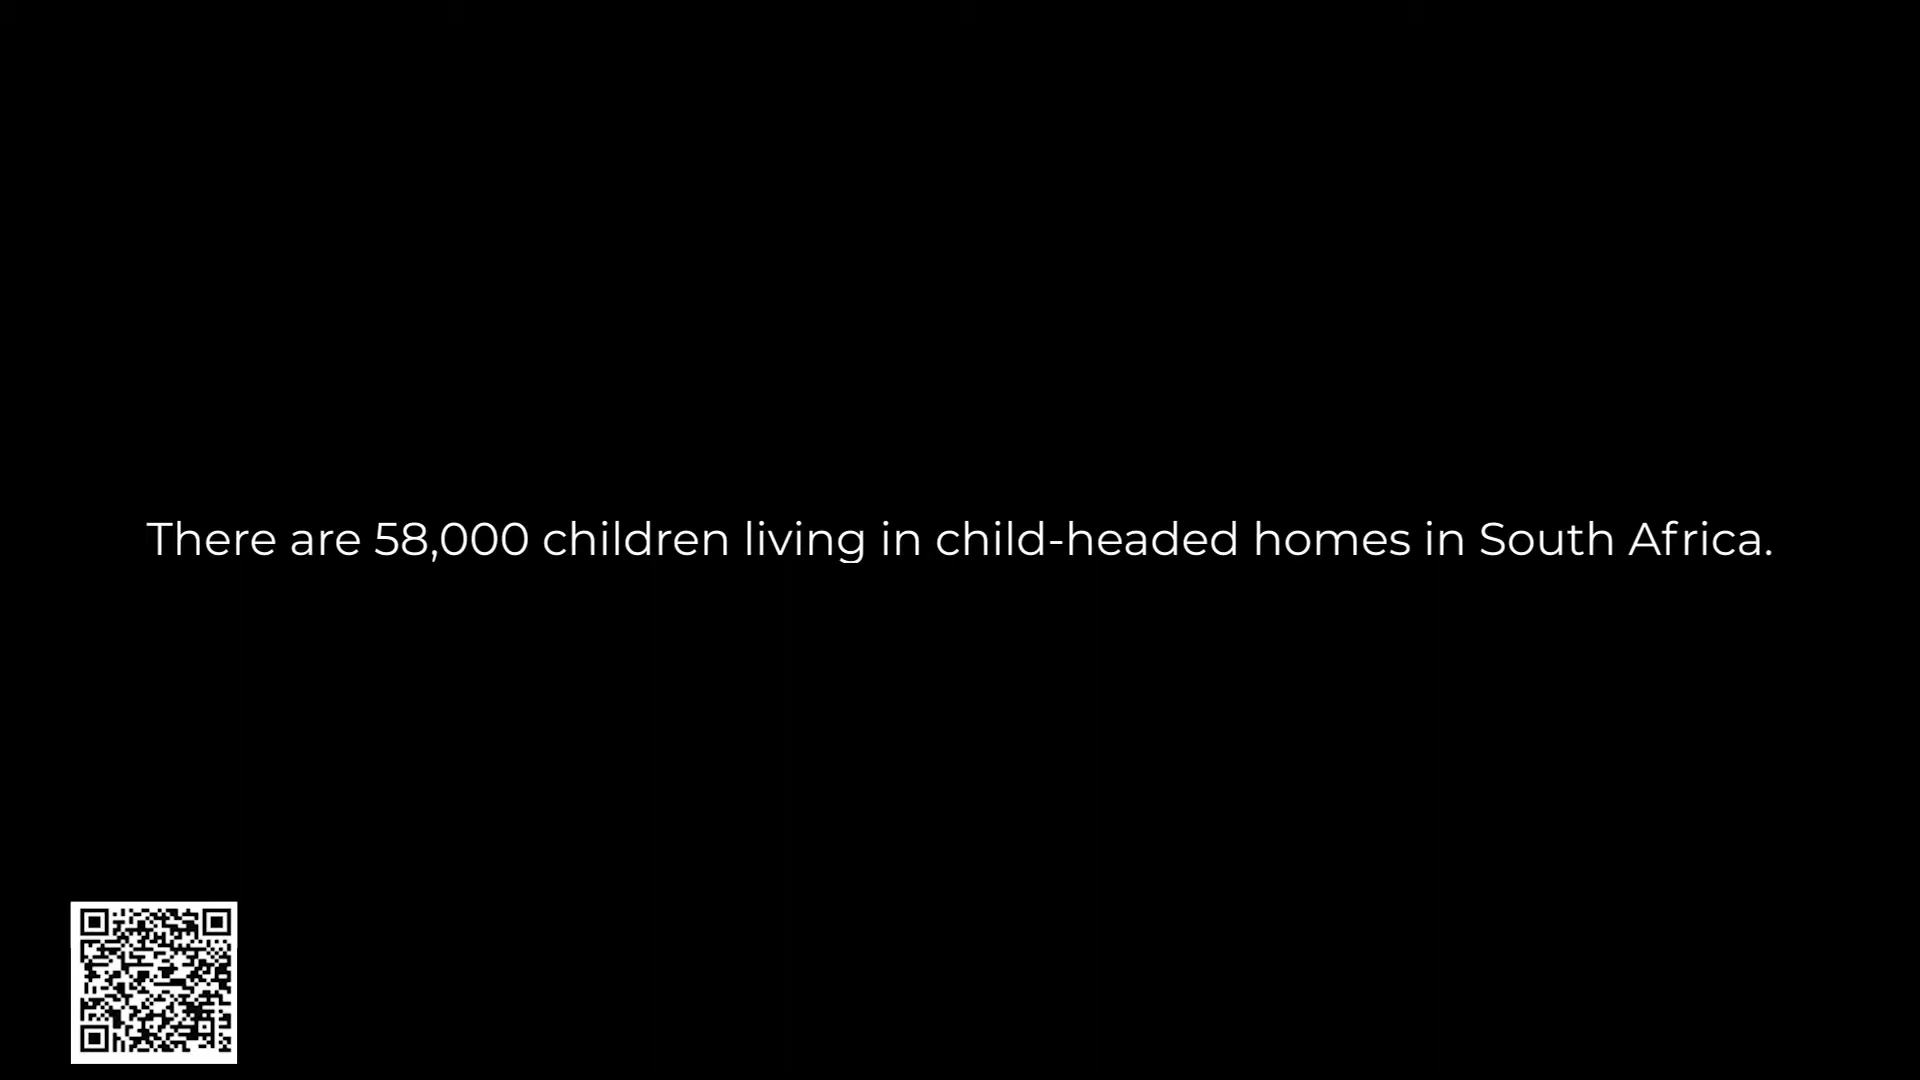 There are 58,000 children living in child-headed homes in South Africa.